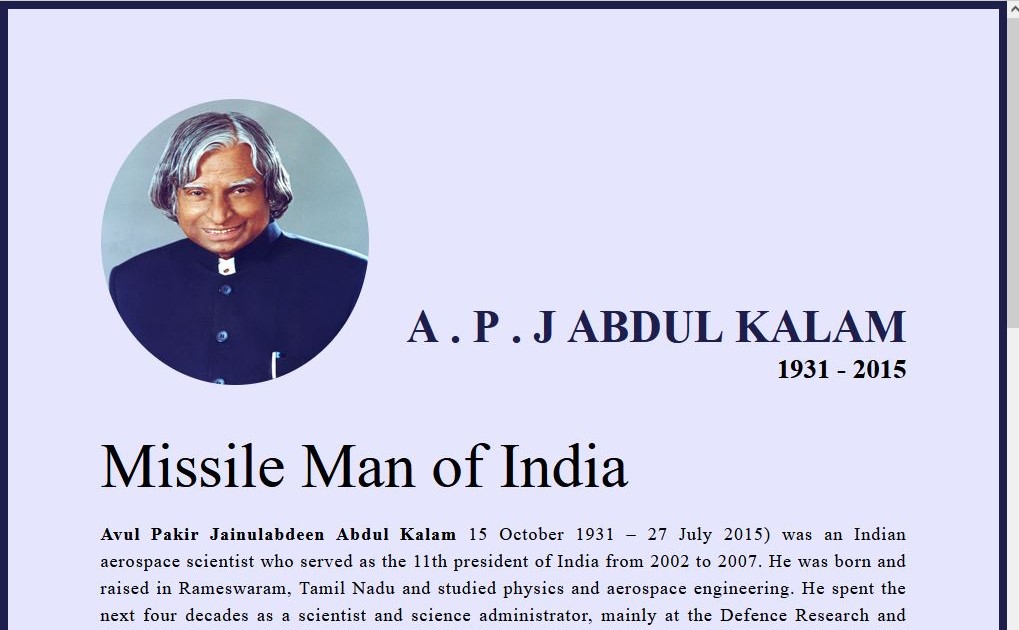 A . P . J ABDUL KALAM
1931 - 2015
Missile Man of India
Avul Pakir Jainulabdeen Abdul Kalam 15 October 1931 – 27 July 2015) was an Indian
aerospace scientist who served as the 11th president of India from 2002 to 2007. He was born and
raised in Rameswaram, Tamil Nadu and studied physics and aerospace engineering. He spent the
next four decades as a scientist and science administrator, mainly at the Defence Research and